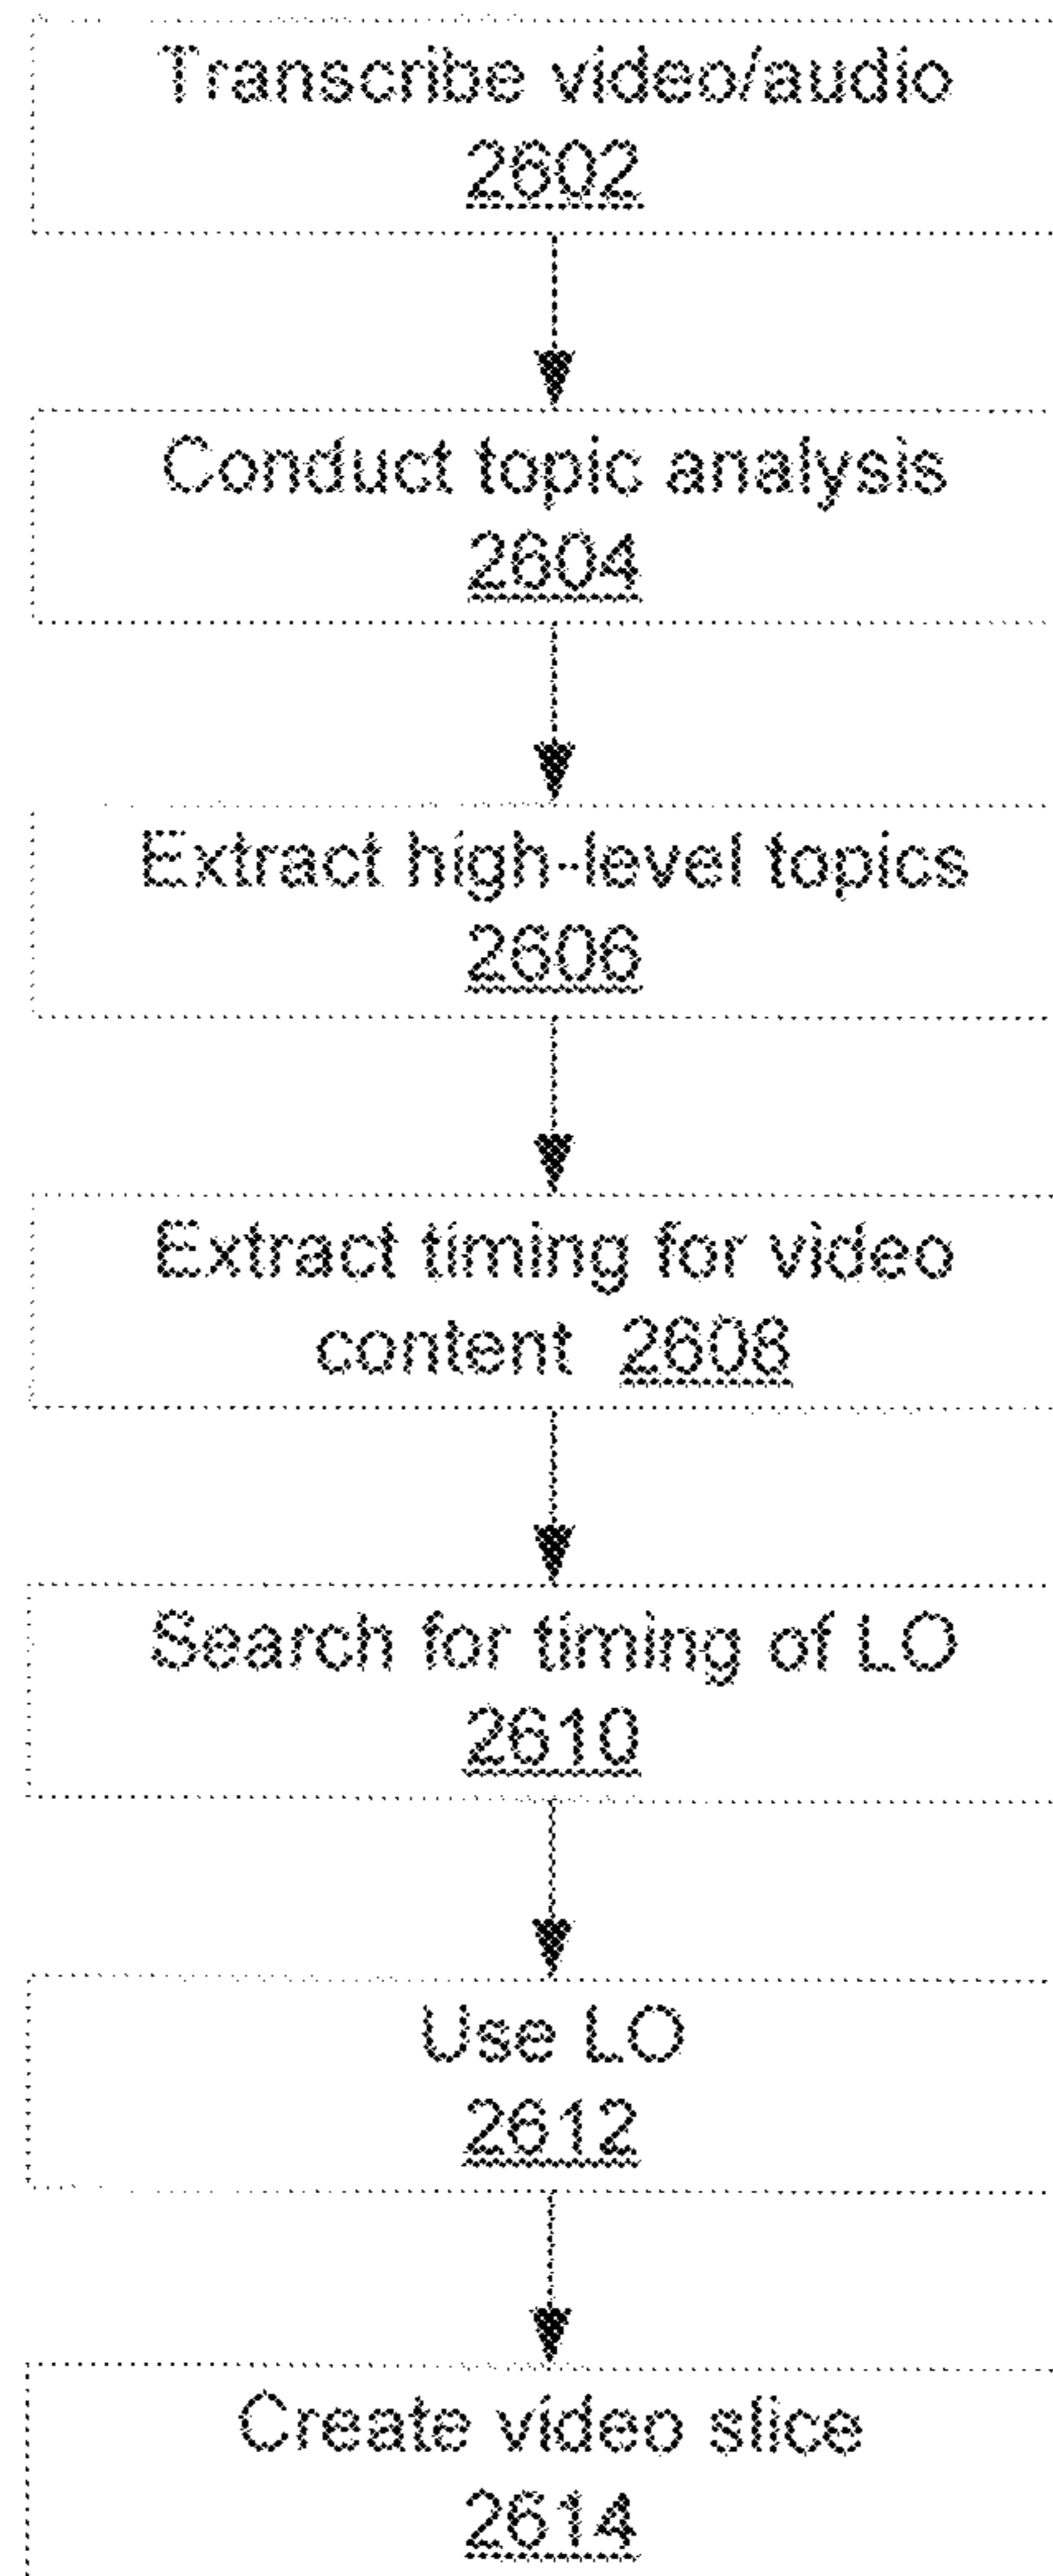 Transcribe video/audio
2602
Conduct topic analysis
2604
Extract high-level topics
2606
Extract timing for video
content 2608
Search for timing of LO
2610
Use LO
2612
Create video slice
2614